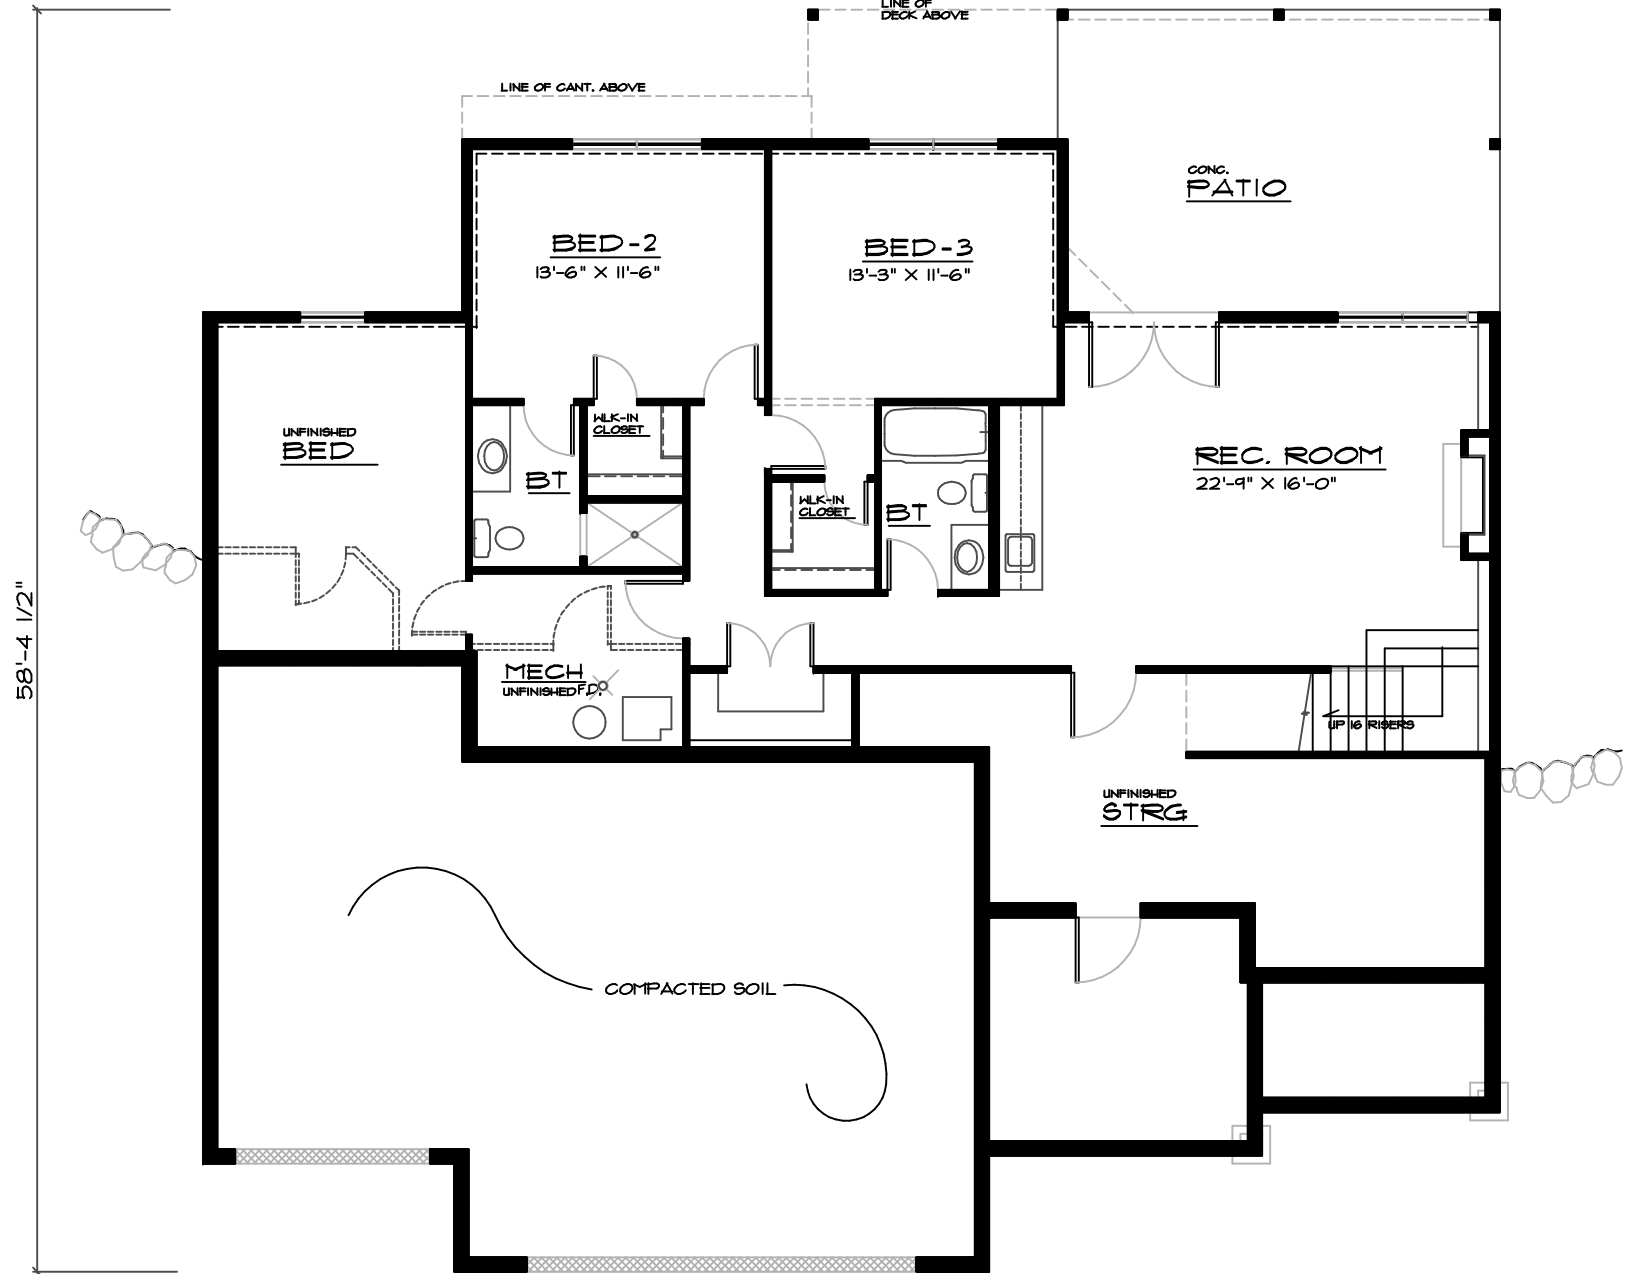 LINE OF
DECK ABOVE
LINE OF CANT. ABOVE
CONC.
PATIO
BED-2
13'-6" X 11'-6"
BED-3
13'-3" X 11'-6"
UNFINISHED
BED
WLK-IN
CLOSET
BT
WLK-IN
CLOSET
BT
REC. ROOM
22'-9" X 16'-0"
58'-4 1/2"
MECH
UNFINISHED F.D.
UP 16 RISERS
UNFINISHED
STRG
COMPACTED SOIL